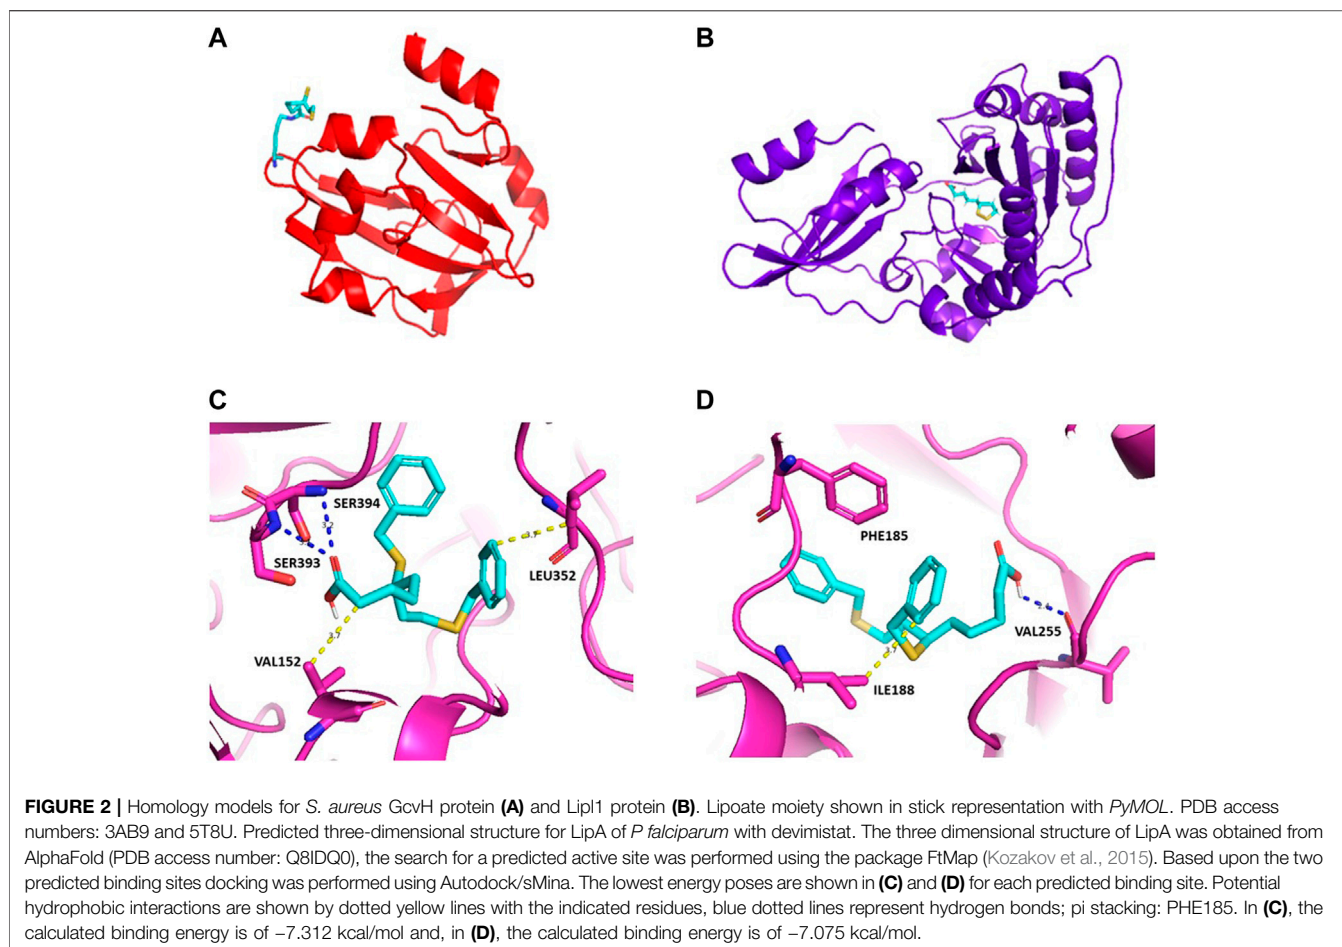 A
B
C
D
SER394
3.2
SER393
LEU352
VAL152
3.7
PHE185
VAL255
3.7
ILE188
FIGURE 2 | Homology models for S. aureus GcvH protein (A) and Lipl1 protein (B). Lipoate moiety shown in stick representation with PyMOL. PDB access
numbers: 3AB9 and 5T8U. Predicted three-dimensional structure for LipA of P falciparum with devimistat. The three dimensional structure of LipA was obtained from
AlphaFold (PDB access number: Q8IDQ0), the search for a predicted active site was performed using the package FtMap (Kozakov et al., 2015). Based upon the two
predicted binding sites docking was performed using Autodock/sMina. The lowest energy poses are shown in (C) and (D) for each predicted binding site. Potential
hydrophobic interactions are shown by dotted yellow lines with the indicated residues, blue dotted lines represent hydrogen bonds; pi stacking: PHE185. In (C), the
calculated binding energy is of −7.312 kcal/mol and, in (D), the calculated binding energy is of −7.075 kcal/mol.